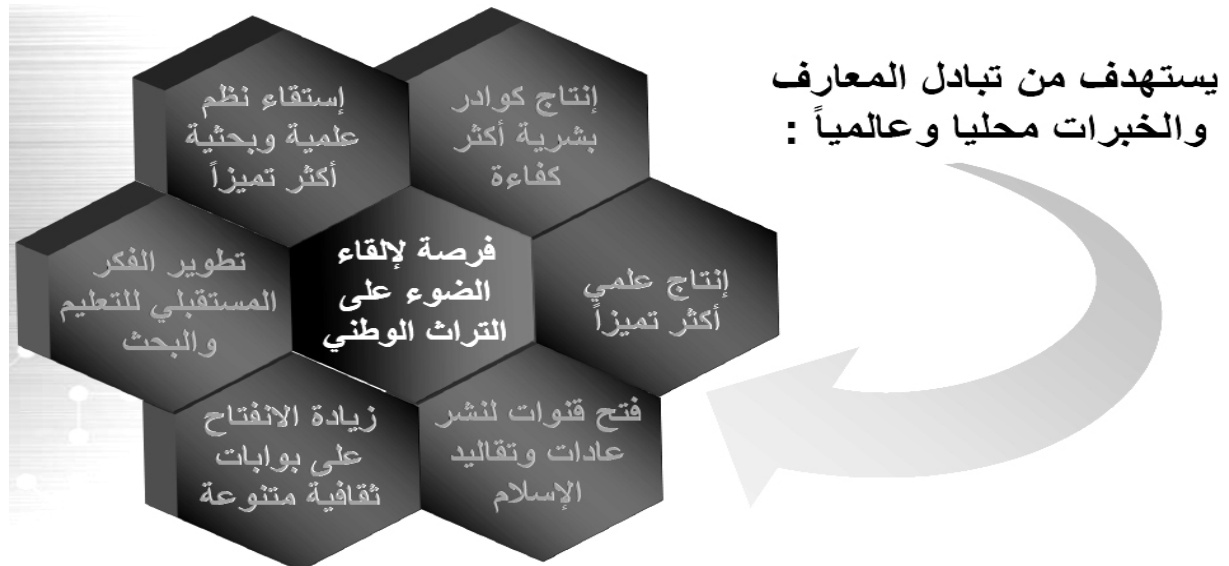 يستهدف من تبادل المعارف
والخبرات محليا وعالمياً :
إنتاج كوادر
بشرية أكثر
كفاءة
إستقاء نظم
علمية وبحثية
أكثر تميزاً
إنتاج علمي
أكثر تميزاً
فرصة لإلقاء
الضوء على
التراث الوطني
تطوير الفكر
المستقبلي للتعليم
والبحث
فتح قنوات لنشر
عادات وتقاليد
الإسلام
زيادة الانفتاح
على بوابات
ثقافية متنوعة